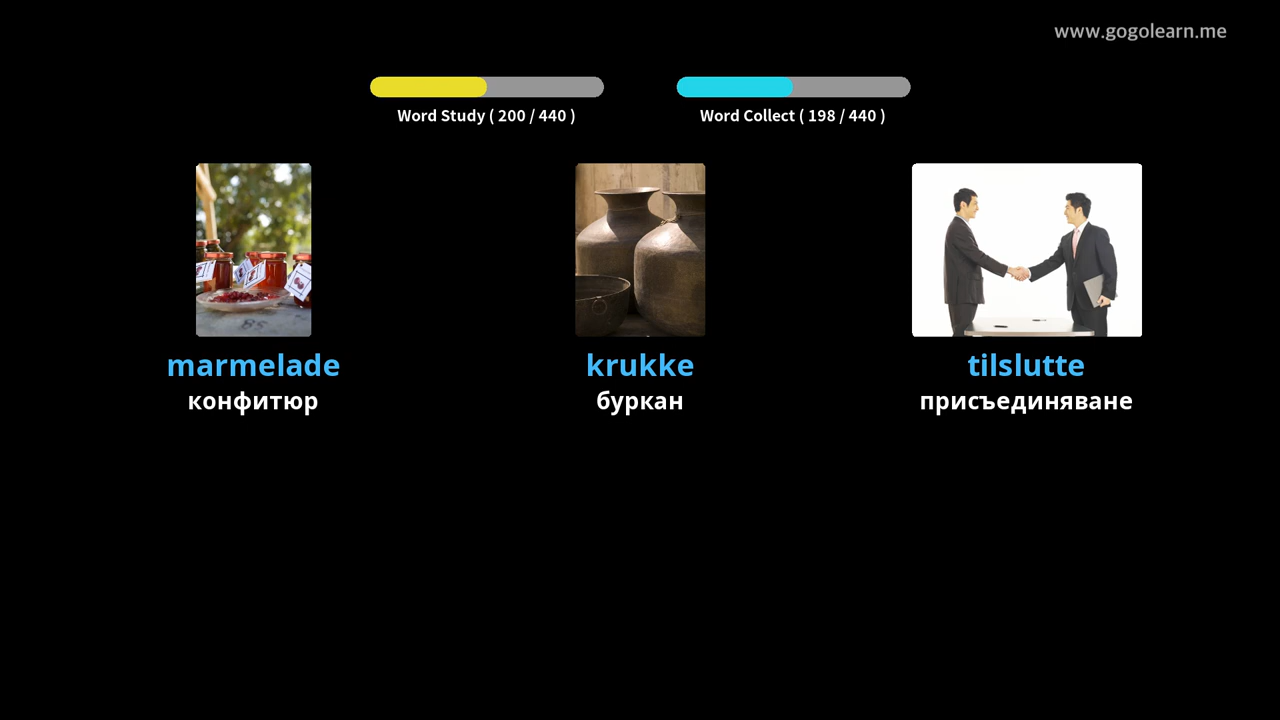 www.gogolearn.me
Word Study ( 200 / 440 )
Word Collect ( 198 / 440 )
marmelade
конфитюр
krukke
буркан
tilslutte
присъединяване